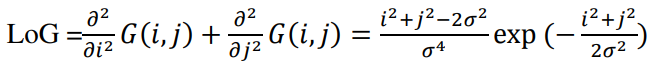 LoG = ∂²/∂i² G(i,j) + ∂²/∂j² G(i,j) = (i²+j²−2σ²)/σ⁴ exp (−(i²+j²)/2σ²)